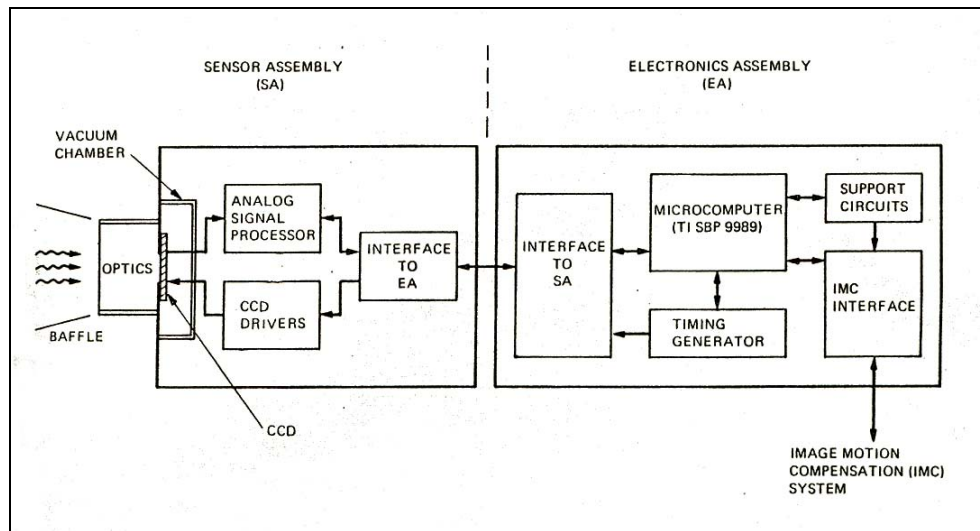 SENSOR ASSEMBLY
(SA)
ELECTRONICS ASSEMBLY
(EA)
VACUUM
CHAMBER
ANALOG
SIGNAL
PROCESSOR
INTERFACE
TO
EA
OPTICS
CCD
DRIVERS
BAFFLE
CCD
INTERFACE
TO
SA
MICROCOMPUTER
(TI SBP 9989)
SUPPORT
CIRCUITS
TIMING
GENERATOR
IMC
INTERFACE
IMAGE MOTION
COMPENSATION (IMC)
SYSTEM